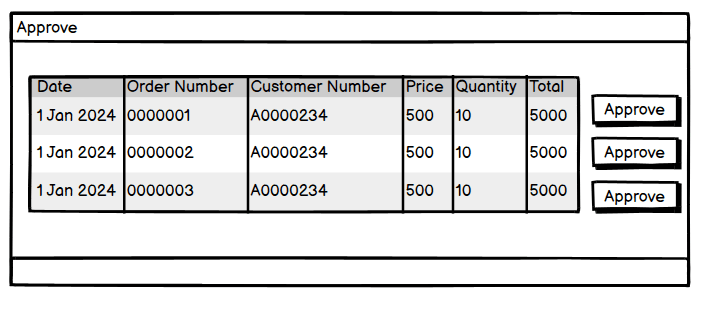 Approve
Date Order Number Customer Number Price Quantity Total
1 Jan 2024 0000001 A0000234 500 10 5000 Approve
1 Jan 2024 0000002 A0000234 500 10 5000 Approve
1 Jan 2024 0000003 A0000234 500 10 5000 Approve